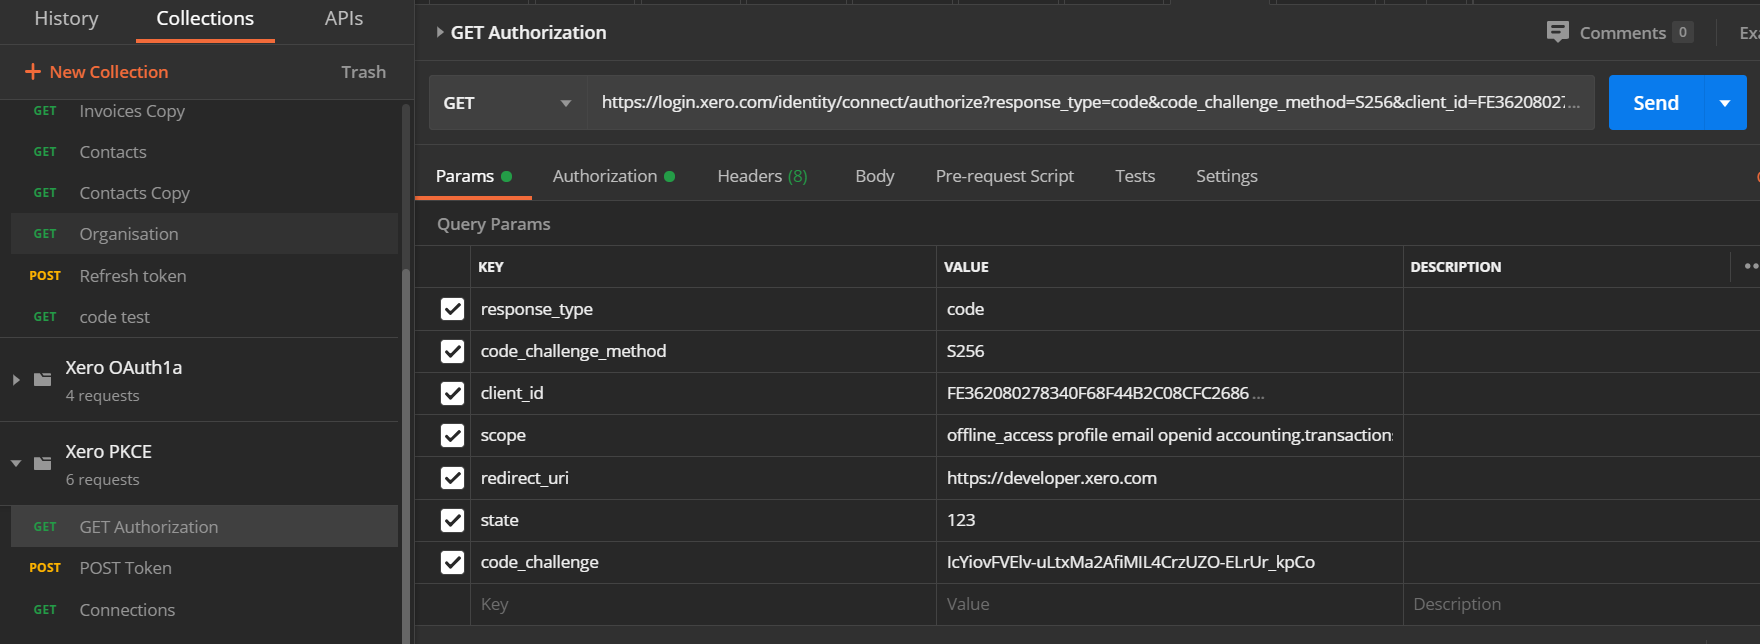 History Collections APIs
New Collection Trash
GET Invoices Copy
GET Contacts
GET Contacts Copy
GET Organisation
POST Refresh token
GET code test
Xero OAuth1a
4 requests
Xero PKCE
6 requests
GET GET Authorization
POST POST Token
GET Connections
GET Authorization
Comments 0
GET https://login.xero.com/identity/connect/authorize?response_type=code&code_challenge_method=S256&client_id=FE3620802 ... Send
Params Authorization Headers (8) Body Pre-request Script Tests Settings
Query Params
KEY VALUE DESCRIPTION
response_type code
code_challenge_method S256
client_id FE362080278340F68F44B2C08CFC2686 ...
scope offline_access profile email openid accounting.transactions
redirect_uri https://developer.xero.com
state 123
code_challenge IcYiovFVElv-uLtxMa2AfiMIL4CrzUZO-ELrUr_kpCo
Key Value Description